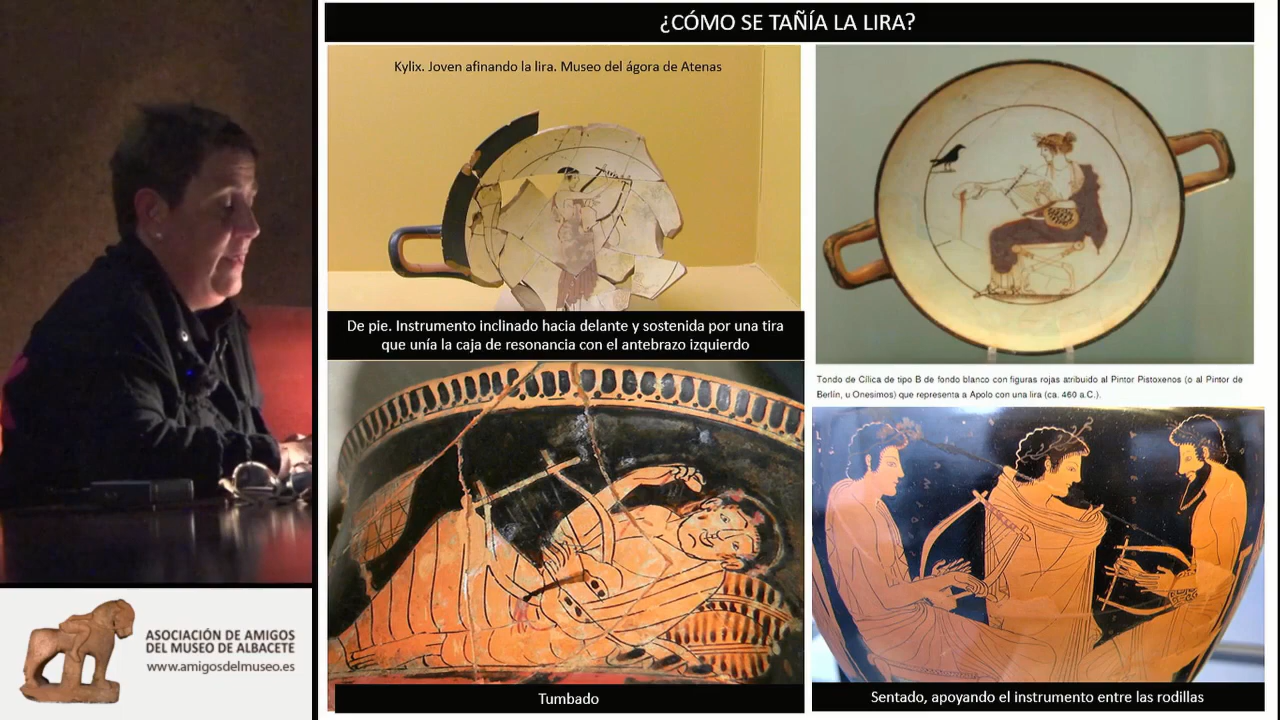 ¿CÓMO SE TAÑÍA LA LIRA?
Kylix. Joven afinando la lira. Museo del ágora de Atenas
De pie. Instrumento inclinado hacia delante y sostenida por una tira
que unía la caja de resonancia con el antebrazo izquierdo
Tondo de Cílica de tipo B de fondo blanco con figuras rojas atribuido al Pintor Pistoxenos (o al Pintor de
Berlín, u Onesimos) que representa a Apolo con una lira (ca. 460 a.C.).
Tumbado
Sentado, apoyando el instrumento entre las rodillas
ASOCIACIÓN DE AMIGOS
DEL MUSEO DE ALBACETE
www.amigosdelmuseo.es